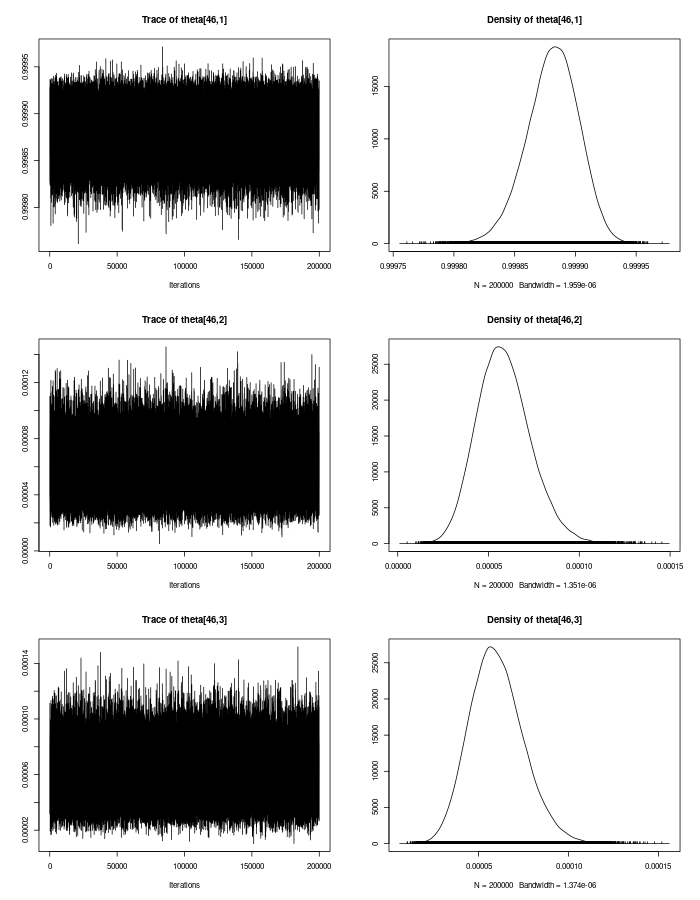 Trace of theta[46,1]
Density of theta[46,1]
0.99980 0.99985 0.99990 0.99995
0 5000 10000 15000
0 50000 100000 150000 200000
0.99975 0.99980 0.99985 0.99990 0.99995
Iterations
N = 200000 Bandwidth = 1.959e-06
Trace of theta[46,2]
Density of theta[46,2]
0.00000 0.00004 0.00008 0.00012
0 5000 10000 15000 20000 25000
0 50000 100000 150000 200000
0.00000 0.00005 0.00010 0.00015
Iterations
N = 200000 Bandwidth = 1.351e-06
Trace of theta[46,3]
Density of theta[46,3]
0.00002 0.00006 0.00010 0.00014
0 5000 10000 15000 20000 25000
0 50000 100000 150000 200000
0.00005 0.00010 0.00015
Iterations
N = 200000 Bandwidth = 1.374e-06